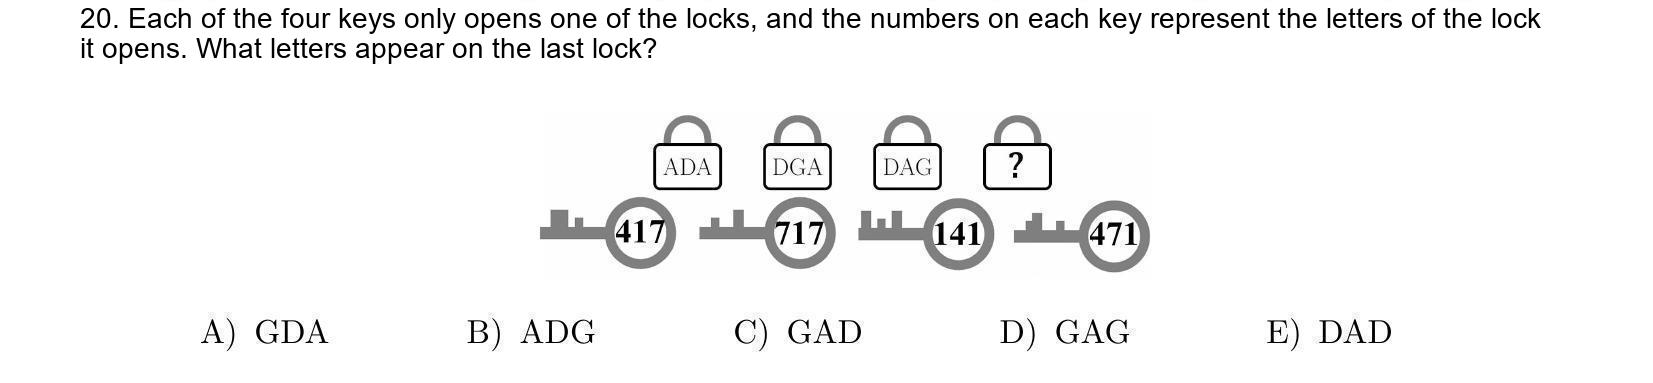 20. Each of the four keys only opens one of the locks, and the numbers on each key represent the letters of the lock
it opens. What letters appear on the last lock?
ADA DGA DAG ?
417 717 141 471
A) GDA B) ADG C) GAD D) GAG E) DAD